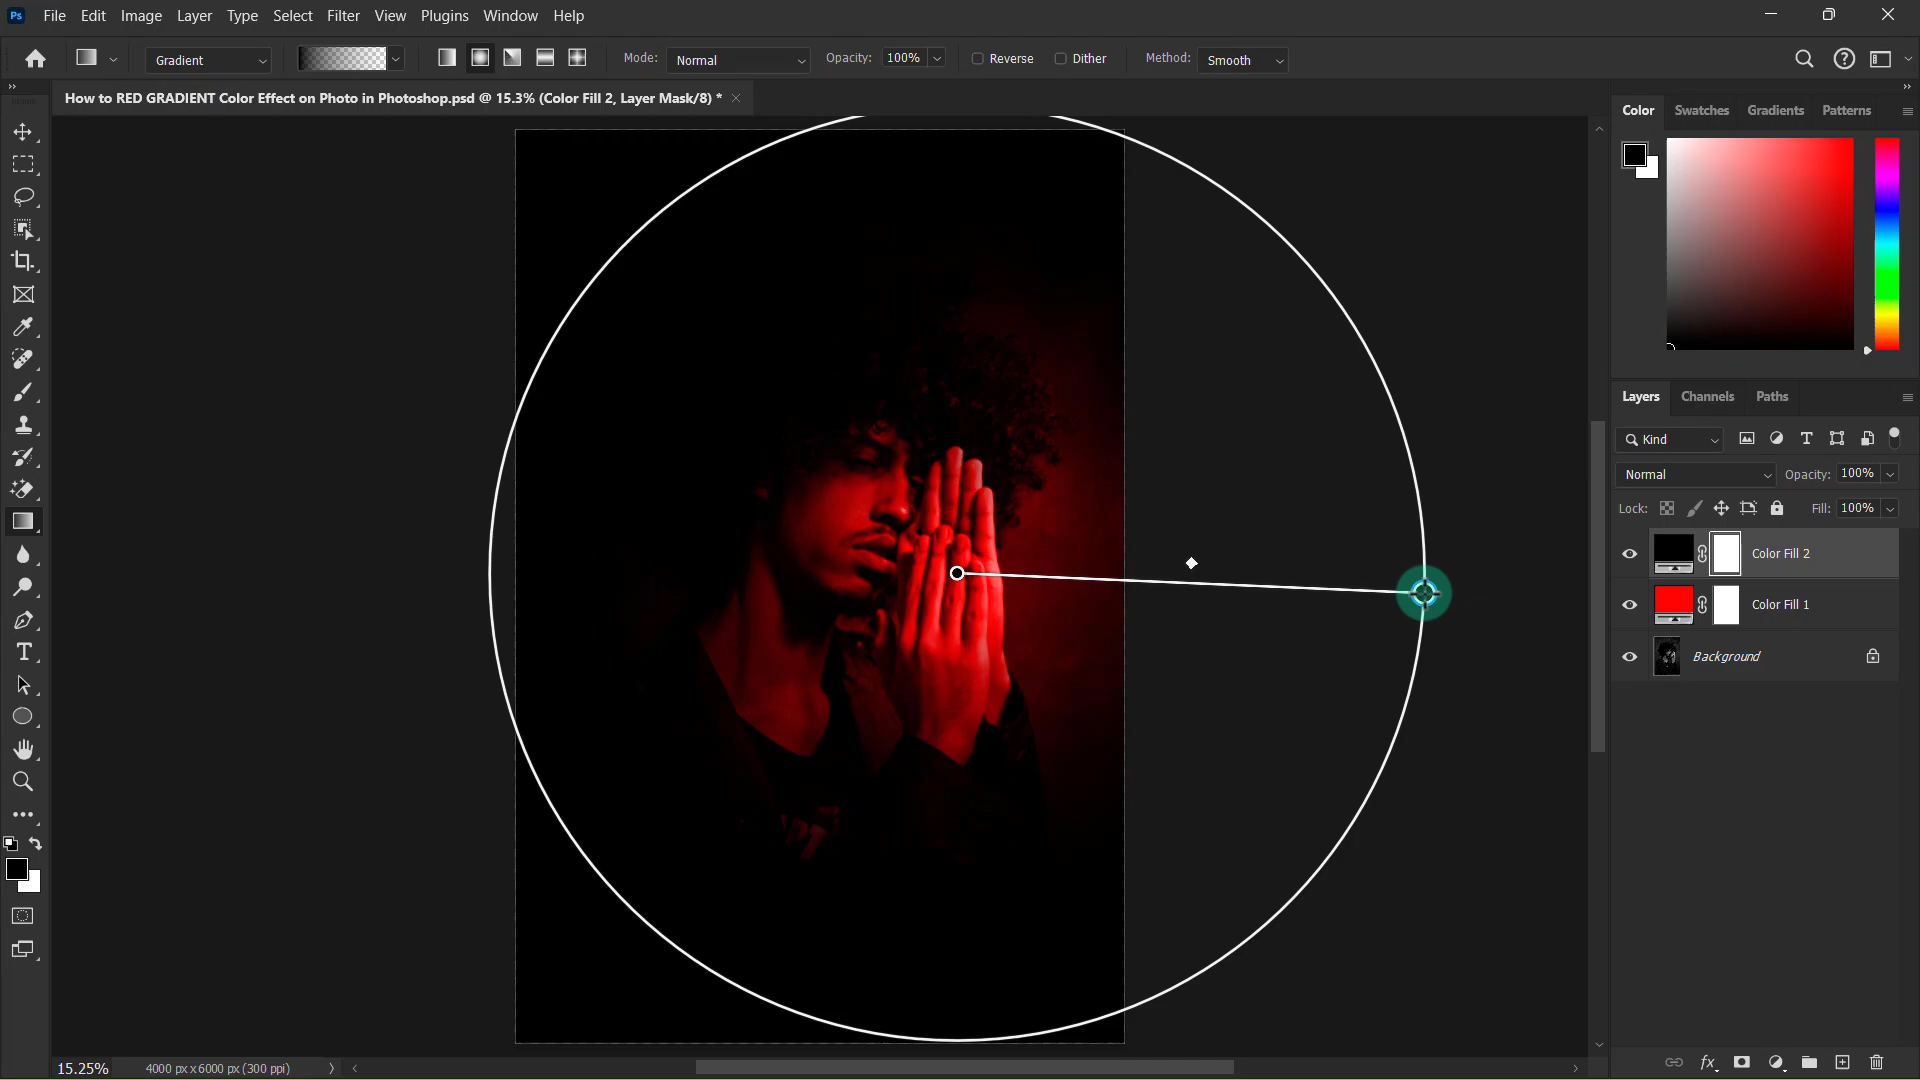 Ps File Edit Image Layer Type Select Filter View Plugins Window Help
Gradient Mode: Normal Opacity: 100% Reverse Dither Method: Smooth
How to RED GRADIENT Color Effect on Photo in Photoshop.psd @ 15.3% (Color Fill 2, Layer Mask/8) *
Color Swatches Gradients Patterns
Layers Channels Paths
Kind
Normal Opacity: 100%
Lock: Fill: 100%
Color Fill 2
Color Fill 1
Background
fx
15.25% 4000 px x 6000 px (300 ppi)